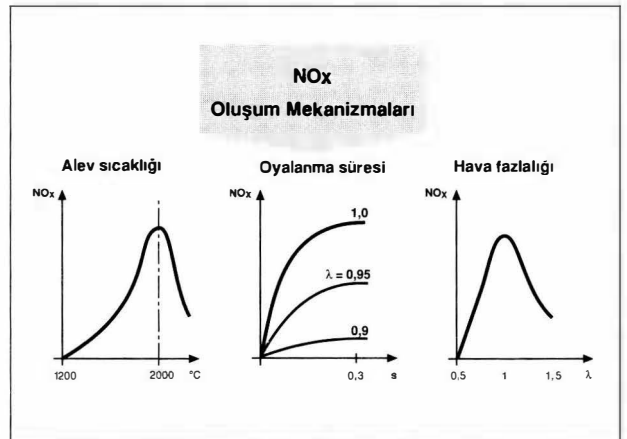 NOx
Oluşum Mekanizmaları
Alev sıcaklığı
NOx
1200
2000
°C
Oyalanma süresi
NOx
1,0
λ = 0,95
0,9
0,3
s
Hava fazlalığı
NOx
0.5
1
1,5
λ